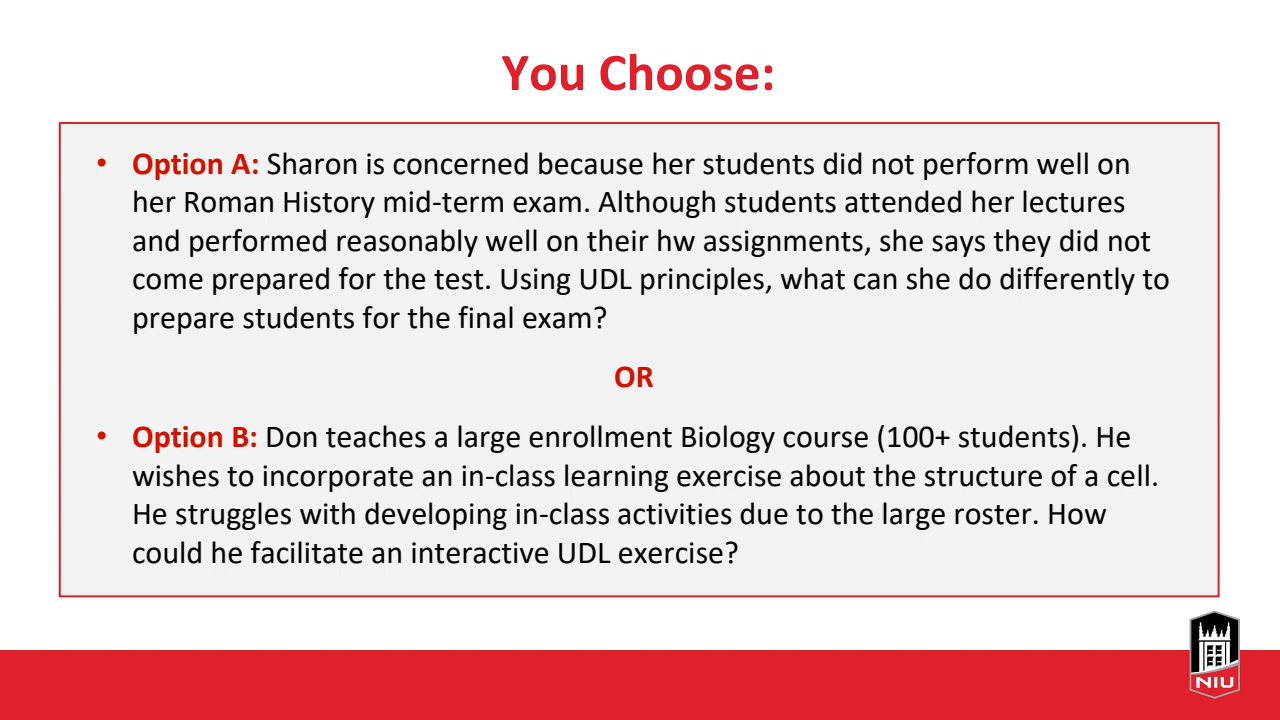 You Choose:
• Option A: Sharon is concerned because her students did not perform well on
her Roman History mid-term exam. Although students attended her lectures
and performed reasonably well on their hw assignments, she says they did not
come prepared for the test. Using UDL principles, what can she do differently to
prepare students for the final exam?
OR
• Option B: Don teaches a large enrollment Biology course (100+ students). He
wishes to incorporate an in-class learning exercise about the structure of a cell.
He struggles with developing in-class activities due to the large roster. How
could he facilitate an interactive UDL exercise?
NIU